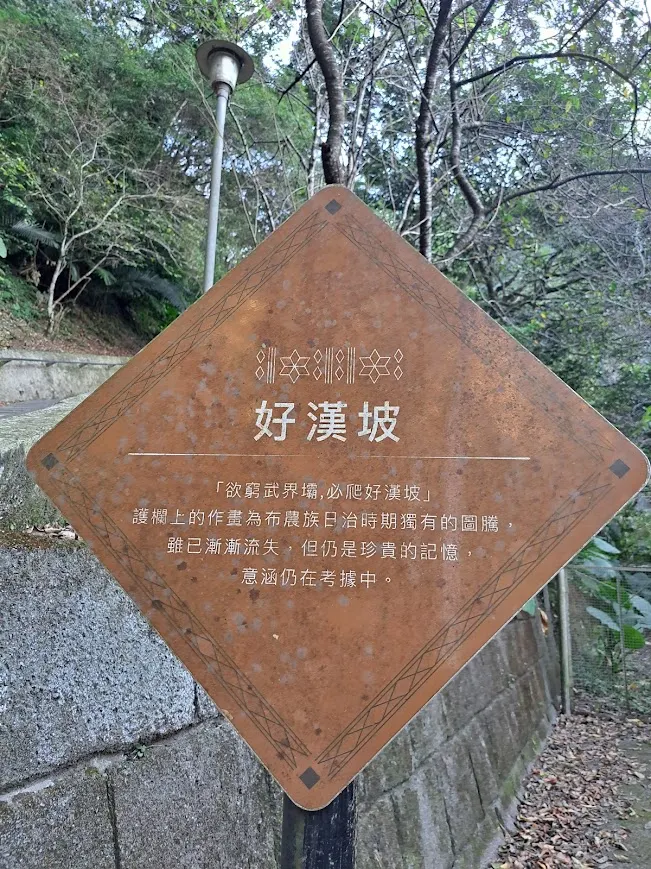 好漢坡
「欲窮武界壩,必爬好漢坡」
護欄上的作畫為布農族日治時期獨有的圖騰，
雖已漸漸流失，但仍是珍貴的記憶，
意涵仍在考據中。